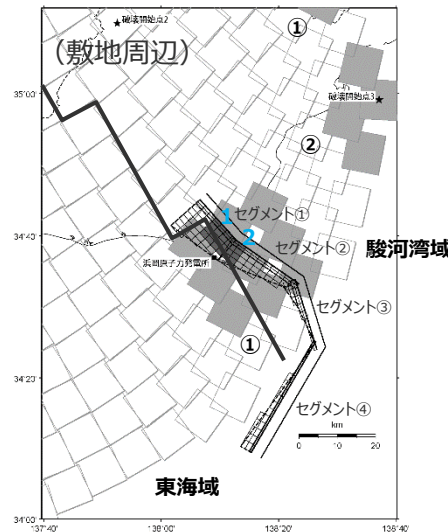 ①
破壊開始点2
(敷地周辺)
35°00'
破壊開始点3
②
1
セグメント①
34°40'
2
セグメント②
駿河湾域
浜岡原子力発電所
セグメント③
①
34°20'
セグメント④
km
0 10 20
東海域
34°00'
137°40' 138°00' 138°20' 138°40'